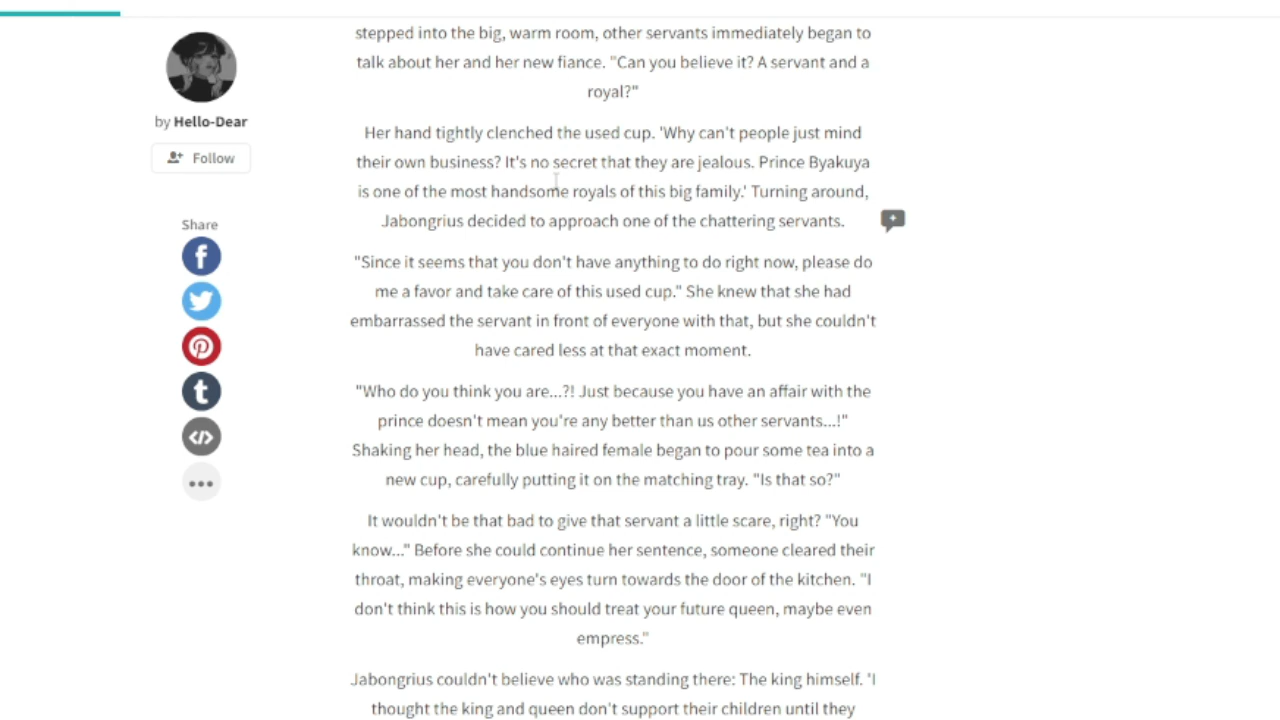 stepped into the big, warm room, other servants immediately began to
talk about her and her new fiance. "Can you believe it? A servant and a
royal?"
by Hello-Dear
Follow
Share
Her hand tightly clenched the used cup. 'Why can't people just mind
their own business? It's no secret that they are jealous. Prince Byakuya
is one of the most handsome royals of this big family.' Turning around,
Jabongrius decided to approach one of the chattering servants.
"Since it seems that you don't have anything to do right now, please do
me a favor and take care of this used cup." She knew that she had
embarrassed the servant in front of everyone with that, but she couldn't
have cared less at that exact moment.
"Who do you think you are...?! Just because you have an affair with the
prince doesn't mean you're any better than us other servants...!"
Shaking her head, the blue haired female began to pour some tea into a
new cup, carefully putting it on the matching tray. "Is that so?"
It wouldn't be that bad to give that servant a little scare, right? "You
know..." Before she could continue her sentence, someone cleared their
throat, making everyone's eyes turn towards the door of the kitchen. "I
don't think this is how you should treat your future queen, maybe even
empress."
Jabongrius couldn't believe who was standing there: The king himself. 'I
thought the king and queen don't support their children until they